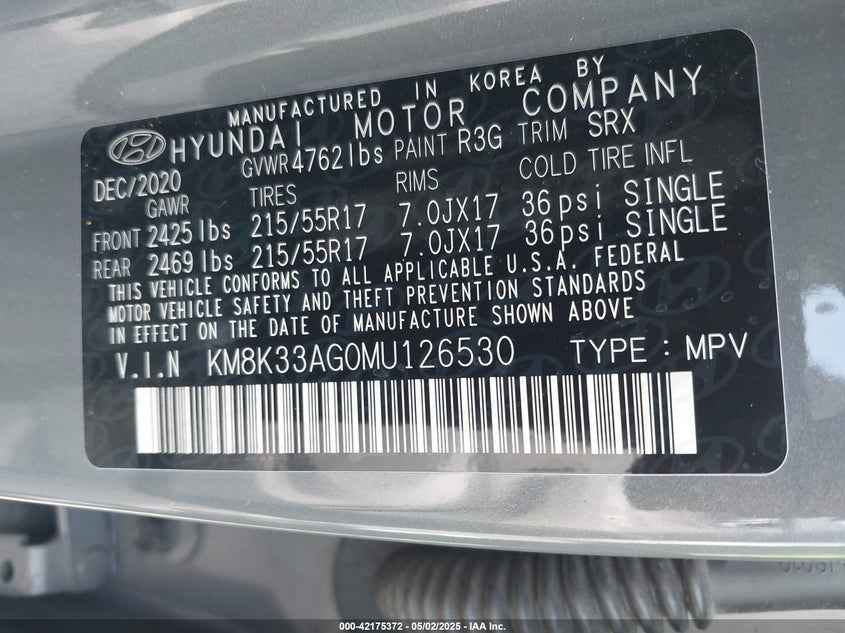 MANUFACTURED IN KOREA BY
HYUNDAI MOTOR COMPANY
DEC/2020 GVWR 4762 lbs PAINT R3G TRIM SRX
GAWR TIRES RIMS COLD TIRE INFL
FRONT 2425 lbs 215/55R17 7.0JX17 36psi SINGLE
REAR 2469 lbs 215/55R17 7.0JX17 36psi SINGLE
THIS VEHICLE CONFORMS TO ALL APPLICABLE U.S.A. FEDERAL
MOTOR VEHICLE SAFETY AND THEFT PREVENTION STANDARDS
IN EFFECT ON THE DATE OF MANUFACTURE SHOWN ABOVE
V.I.N KM8K33AG0MU126530 TYPE : MPV
000-42175372 - 05/02/2025 - IAA Inc.